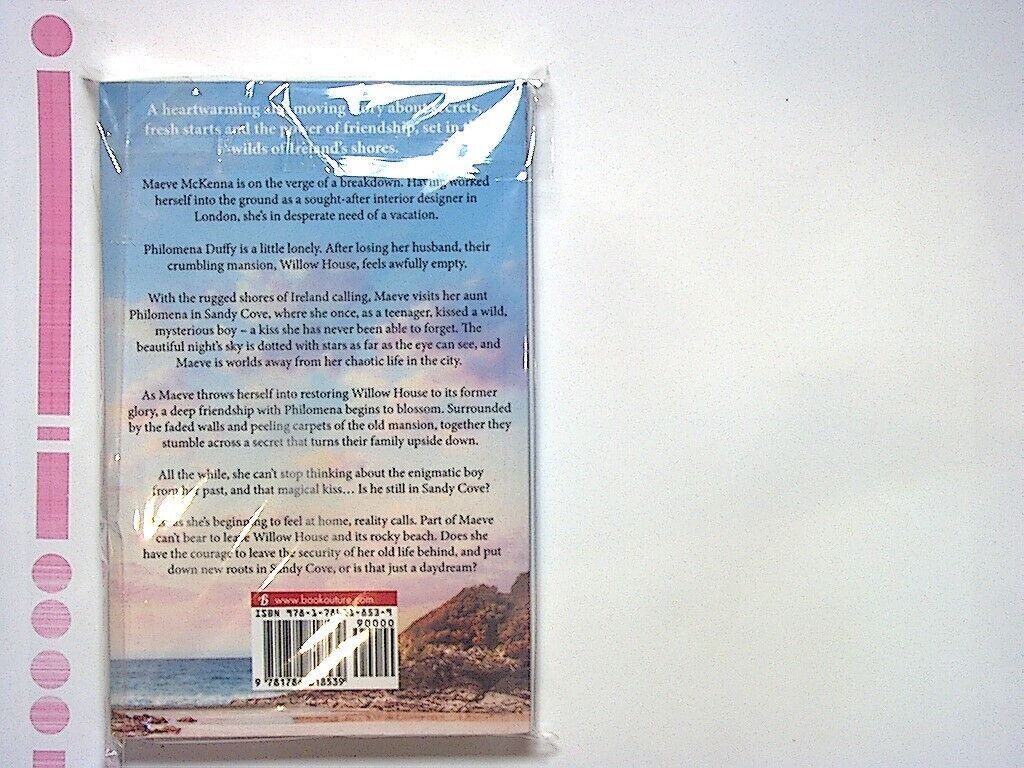 A heartwarming and moving story about secrets,
fresh starts and the power of friendship, set in the
wilds of Ireland's shores.
Maeve McKenna is on the verge of a breakdown. Having worked
herself into the ground as a sought-after interior designer in
London, she's in desperate need of a vacation.
Philomena Duffy is a little lonely. After losing her husband, their
crumbling mansion, Willow House, feels awfully empty.
With the rugged shores of Ireland calling, Maeve visits her aunt
Philomena in Sandy Cove, where she once, as a teenager, kissed a wild,
mysterious boy – a kiss she has never been able to forget. The
beautiful night's sky is dotted with stars as far as the eye can see, and
Maeve is worlds away from her chaotic life in the city.
As Maeve throws herself into restoring Willow House to its former
glory, a deep friendship with Philomena begins to blossom. Surrounded
by the faded walls and peeling carpets of the old mansion, together they
stumble across a secret that turns their family upside down.
All the while, she can't stop thinking about the enigmatic boy
from her past, and that magical kiss... Is he still in Sandy Cove?
as she's beginning to feel at home, reality calls. Part of Maeve
can't bear to leave Willow House and its rocky beach. Does she
have the courage to leave the security of her old life behind, and put
down new roots in Sandy Cove, or is that just a daydream?
B www.bookouture.com
ISBN
90000